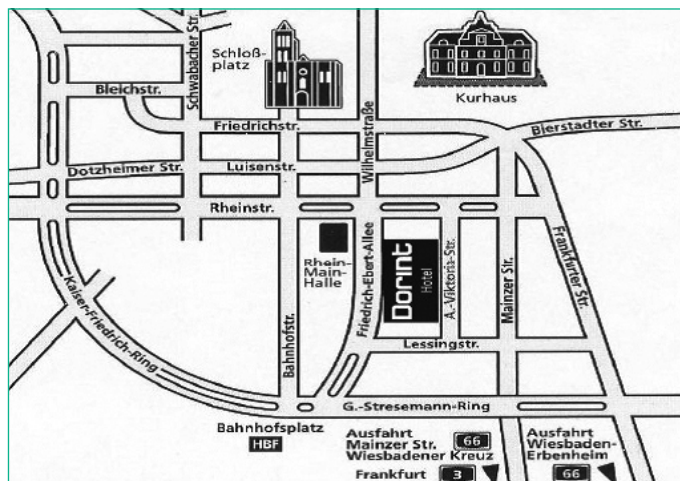 Schwabacher Str.
Schloß-
platz
Kurhaus
Bleichstr.
Friedrichstr.
Wilhelmstraße
Bierstadter Str.
Dotzheimer Str.
Luisenstr.
Rheinstr.
Rhein-
Main-
Halle
Friedrich-Ebert-Allee
Dorint
Hotel
A.-Viktoria-Str.
Mainzer Str.
Frankfurter Str.
Kaiser-Friedrich-Ring
Bahnhofstr.
Lessingstr.
G.-Stresemann-Ring
Bahnhofsplatz
HBF
Ausfahrt
Mainzer Str. 66
Wiesbadener Kreuz
Frankfurt 3
Ausfahrt
Wiesbaden-
Erbenheim
66